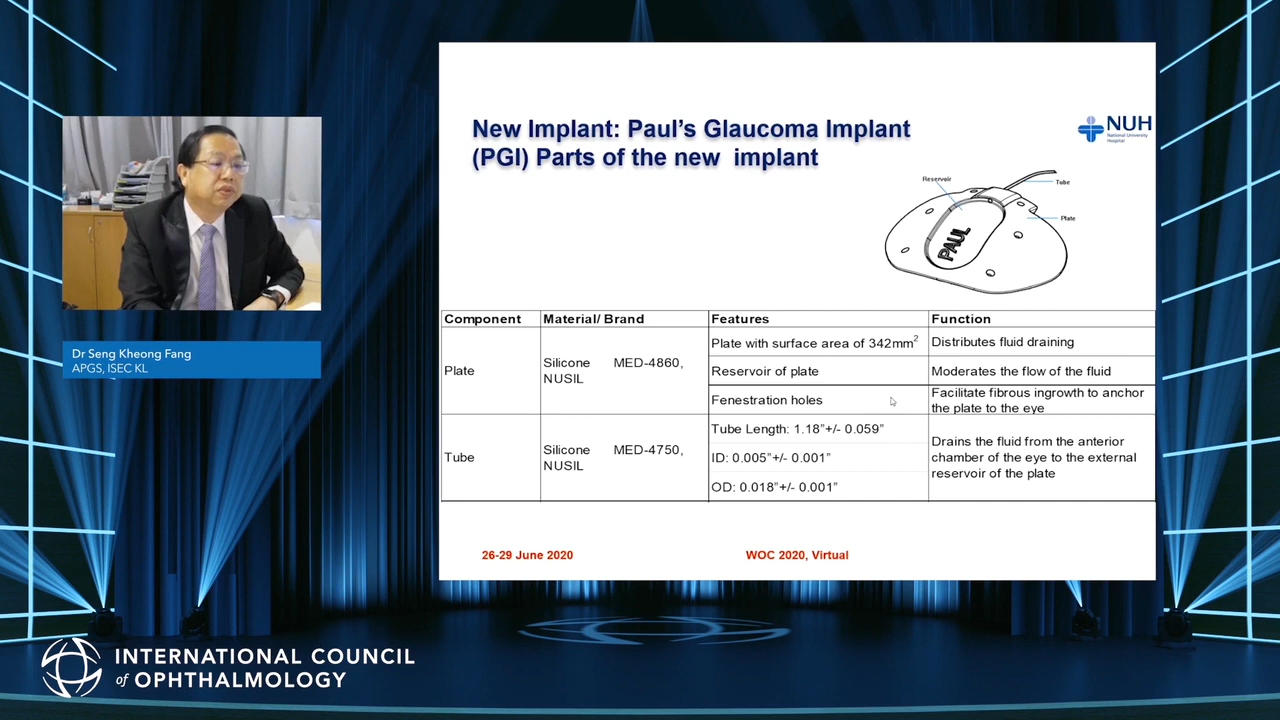 New Implant: Paul’s Glaucoma Implant
(PGI) Parts of the new implant
NUH
National University
Hospital
Reservoir
Tube
Plate
PAUL
Component Material/ Brand Features Function
Plate
Silicone MED-4860,
NUSIL
Plate with surface area of 342mm²
Distributes fluid draining
Reservoir of plate
Moderates the flow of the fluid
Fenestration holes
Facilitate fibrous ingrowth to anchor
the plate to the eye
Tube
Silicone MED-4750,
NUSIL
Tube Length: 1.18”+/- 0.059”
ID: 0.005”+/- 0.001”
OD: 0.018”+/- 0.001”
Drains the fluid from the anterior
chamber of the eye to the external
reservoir of the plate
26-29 June 2020
WOC 2020, Virtual
Dr Seng Kheong Fang
APGS, ISEC KL
INTERNATIONAL COUNCIL
of OPHTHALMOLOGY